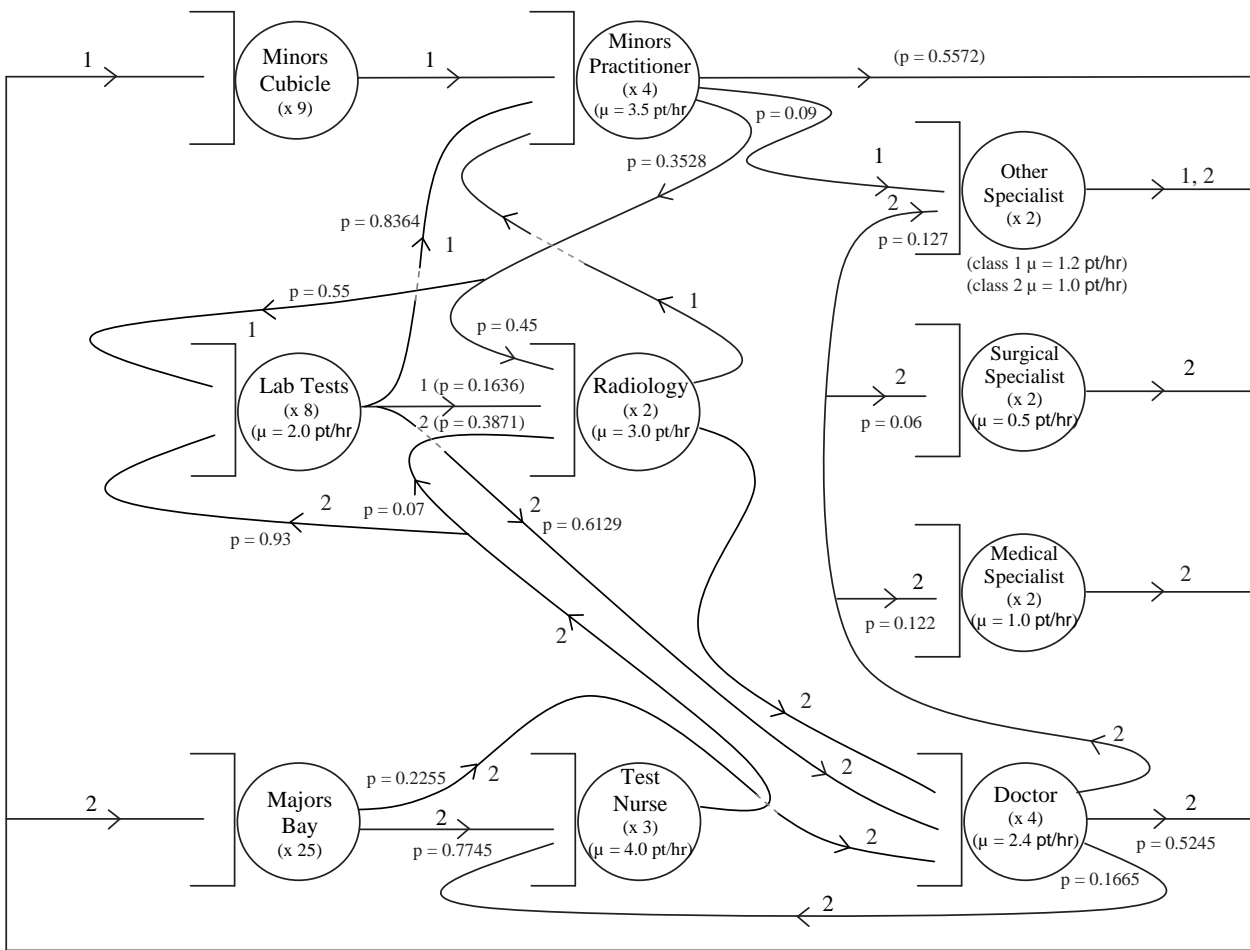 1
Minors
Cubicle
(x 9)
1
Minors
Practitioner
(x 4)
(μ = 3.5 pt/hr)
(p = 0.5572)
p = 0.09
p = 0.3528
1
Other
Specialist
(x 2)
1, 2
2
p = 0.127
(class 1 μ = 1.2 pt/hr)
(class 2 μ = 1.0 pt/hr)
p = 0.8364
1
p = 0.55
1
1
p = 0.45
Lab Tests
(x 8)
(μ = 2.0 pt/hr)
1 (p = 0.1636)
2 (p = 0.3871)
Radiology
(x 2)
(μ = 3.0 pt/hr)
2
p = 0.06
Surgical
Specialist
(x 2)
(μ = 0.5 pt/hr)
2
2
p = 0.93
p = 0.07
2
p = 0.6129
2
2
p = 0.122
Medical
Specialist
(x 2)
(μ = 1.0 pt/hr)
2
2
2
2
2
Majors
Bay
(x 25)
p = 0.2255
2
2
p = 0.7745
Test
Nurse
(x 3)
(μ = 4.0 pt/hr)
2
Doctor
(x 4)
(μ = 2.4 pt/hr)
2
p = 0.5245
p = 0.1665
2